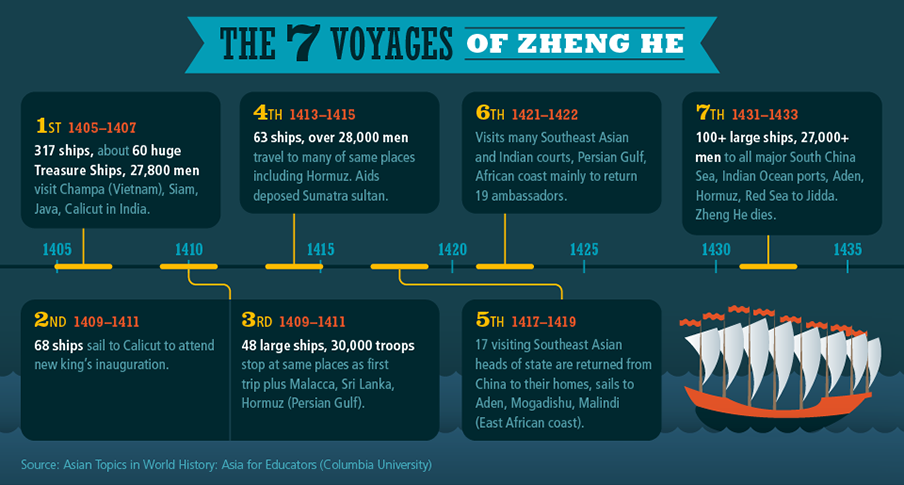 THE 7 VOYAGES OF ZHENG HE
1ST 1405–1407
317 ships, about 60 huge
Treasure Ships, 27,800 men
visit Champa (Vietnam), Siam,
Java, Calicut in India.
4TH 1413–1415
63 ships, over 28,000 men
travel to many of same places
including Hormuz. Aids
deposed Sumatra sultan.
6TH 1421–1422
Visits many Southeast Asian
and Indian courts, Persian Gulf,
African coast mainly to return
19 ambassadors.
7TH 1431–1433
100+ large ships, 27,000+
men to all major South China
Sea, Indian Ocean ports, Aden,
Hormuz, Red Sea to Jidda.
Zheng He dies.
1405 1410 1415 1420 1425 1430 1435
2ND 1409–1411
68 ships sail to Calicut to attend
new king’s inauguration.
3RD 1409–1411
48 large ships, 30,000 troops
stop at same places as first
trip plus Malacca, Sri Lanka,
Hormuz (Persian Gulf).
5TH 1417–1419
17 visiting Southeast Asian
heads of state are returned from
China to their homes, sails to
Aden, Mogadishu, Malindi
(East African coast).
Source: Asian Topics in World History: Asia for Educators (Columbia University)